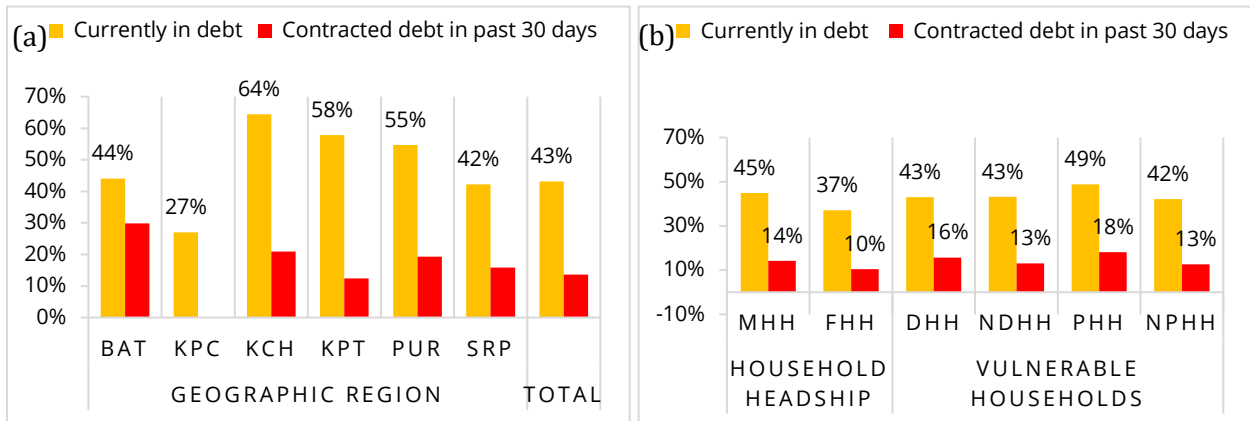 (a) Currently in debt Contracted debt in past 30 days
70%
60%
50%
40%
30%
20%
10%
0%
44% 27% 64% 58% 55% 42% 43%
BAT KPC KCH KPT PUR SRP
GEOGRAPHIC REGION TOTAL
(b) Currently in debt Contracted debt in past 30 days
70%
50%
30%
10%
-10%
45% 37% 43% 43% 49% 42%
14% 10% 16% 13% 18% 13%
MHH FHH DHH NDHH PHH NPHH
HOUSEHOLD HEADSHIP
VULNERABLE HOUSEHOLDS